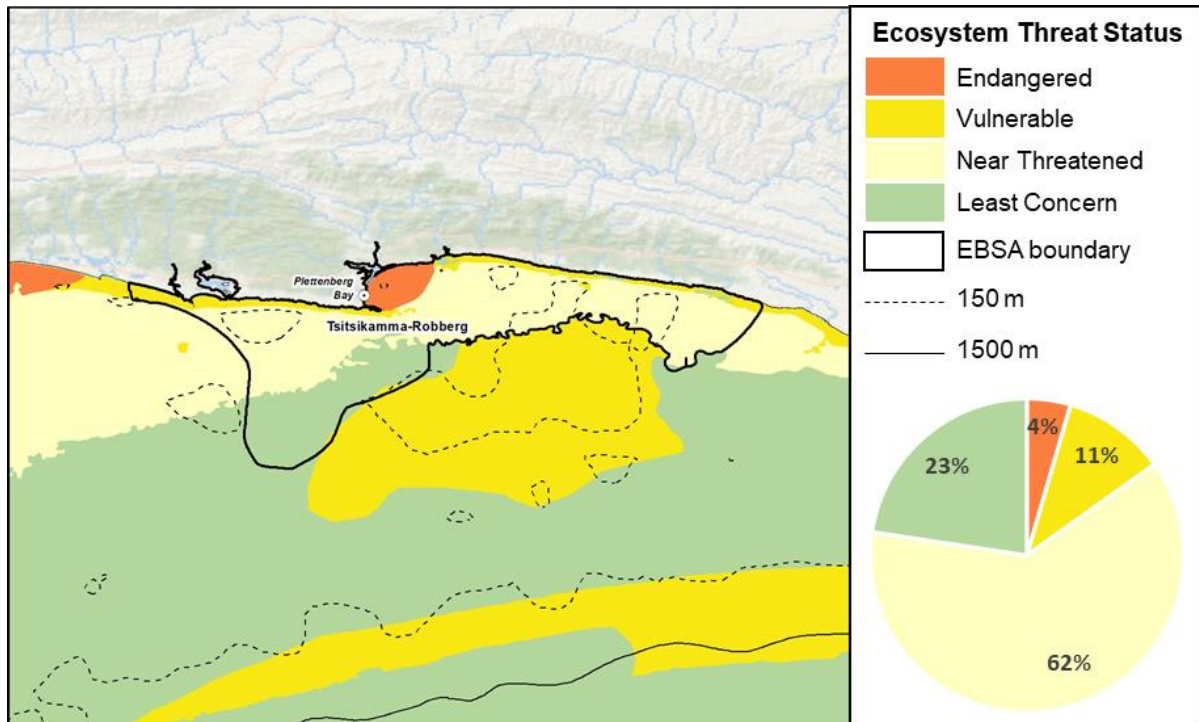 Plettenberg
Bay
Tsitsikamma-Robberg
Ecosystem Threat Status
Endangered
Vulnerable
Near Threatened
Least Concern
EBSA boundary
150 m
1500 m
4%
11%
23%
62%